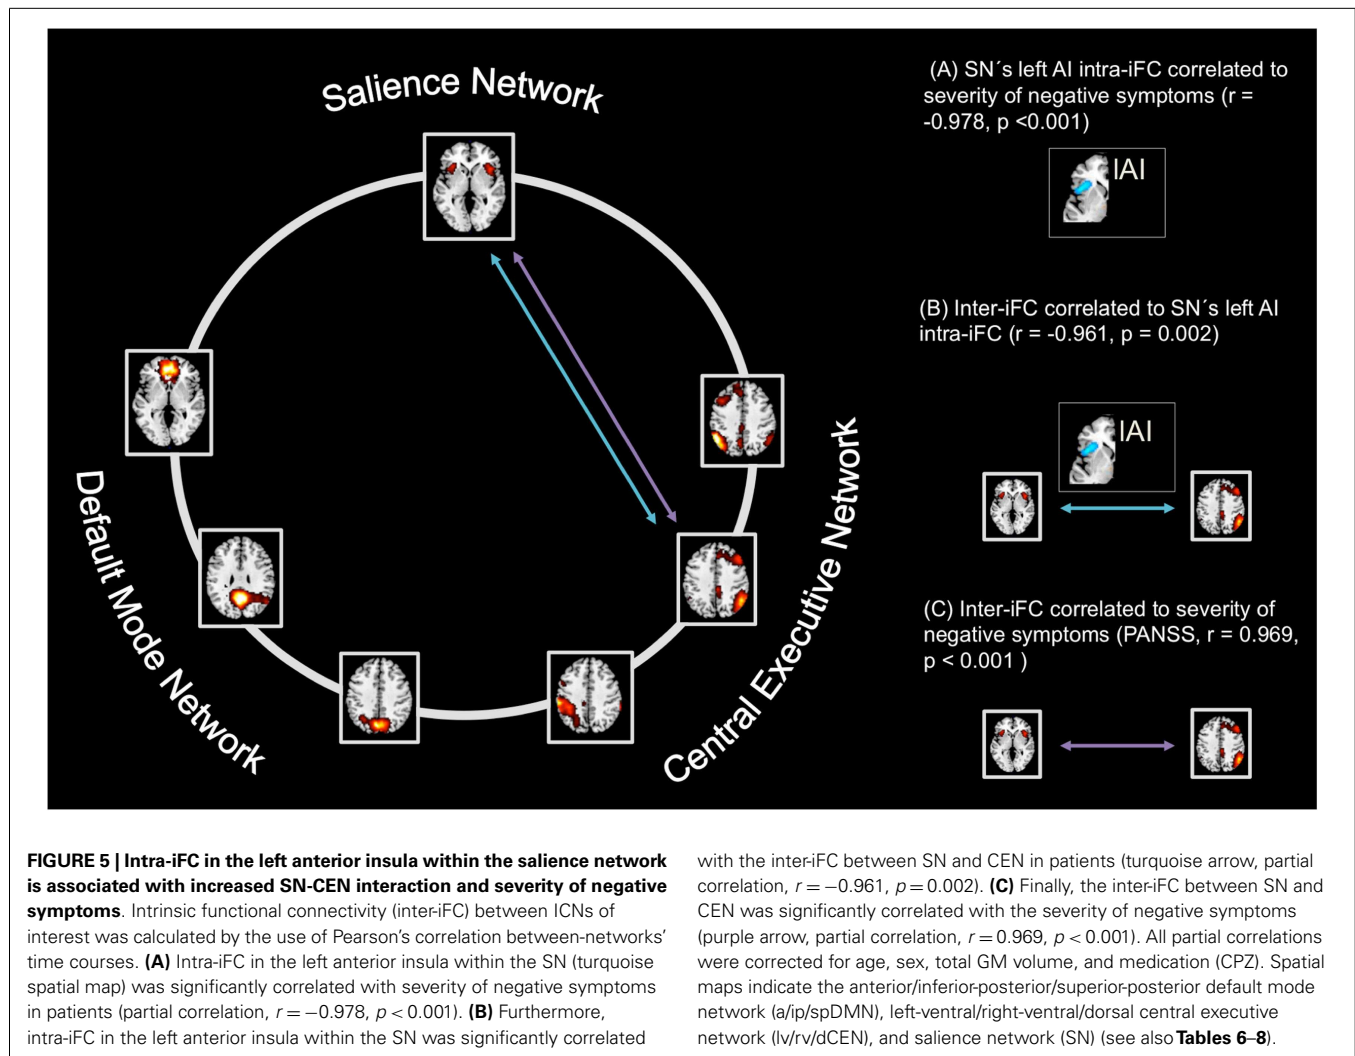 Salience Network
Default Mode Network
Central Executive Network
(A) SN´s left AI intra-iFC correlated to
severity of negative symptoms (r =
-0.978, p <0.001)
lAI
(B) Inter-iFC correlated to SN´s left AI
intra-iFC (r = -0.961, p = 0.002)
lAI
(C) Inter-iFC correlated to severity of
negative symptoms (PANSS, r = 0.969,
p < 0.001 )
FIGURE 5 | Intra-iFC in the left anterior insula within the salience network
is associated with increased SN-CEN interaction and severity of negative
symptoms. Intrinsic functional connectivity (inter-iFC) between ICNs of
interest was calculated by the use of Pearson's correlation between-networks'
time courses. (A) Intra-iFC in the left anterior insula within the SN (turquoise
spatial map) was significantly correlated with severity of negative symptoms
in patients (partial correlation, r = −0.978, p < 0.001). (B) Furthermore,
intra-iFC in the left anterior insula within the SN was significantly correlated
with the inter-iFC between SN and CEN in patients (turquoise arrow, partial
correlation, r = −0.961, p = 0.002). (C) Finally, the inter-iFC between SN and
CEN was significantly correlated with the severity of negative symptoms
(purple arrow, partial correlation, r = 0.969, p < 0.001). All partial correlations
were corrected for age, sex, total GM volume, and medication (CPZ). Spatial
maps indicate the anterior/inferior-posterior/superior-posterior default mode
network (a/ip/spDMN), left-ventral/right-ventral/dorsal central executive
network (lv/rv/dCEN), and salience network (SN) (see also Tables 6–8).